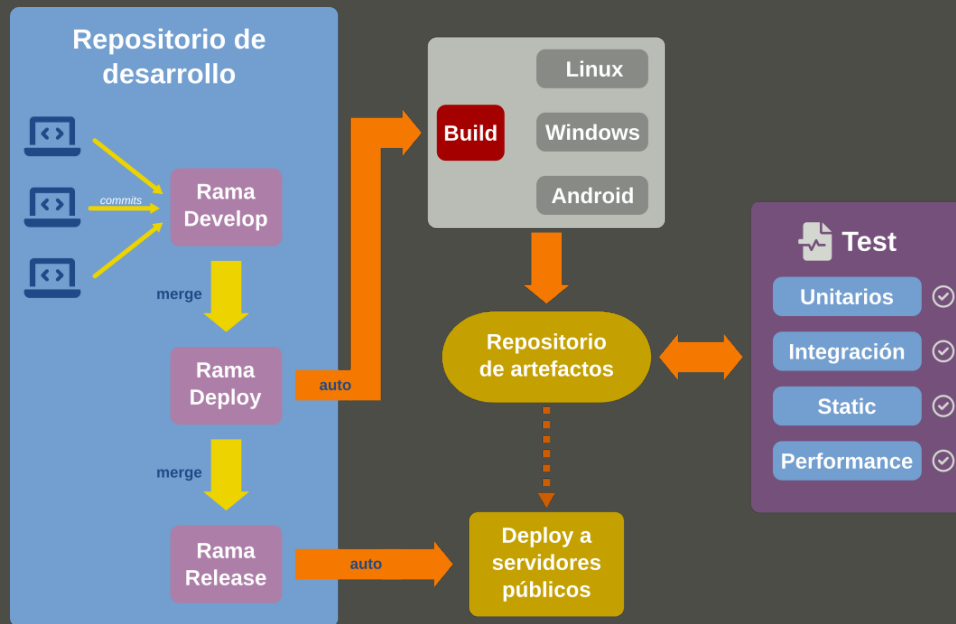 Repositorio de
desarrollo
commits
Rama
Develop
merge
Rama
Deploy
auto
merge
Rama
Release
auto
Build
Linux
Windows
Android
Repositorio
de artefactos
Deploy a
servidores
públicos
Test
Unitarios
Integración
Static
Performance